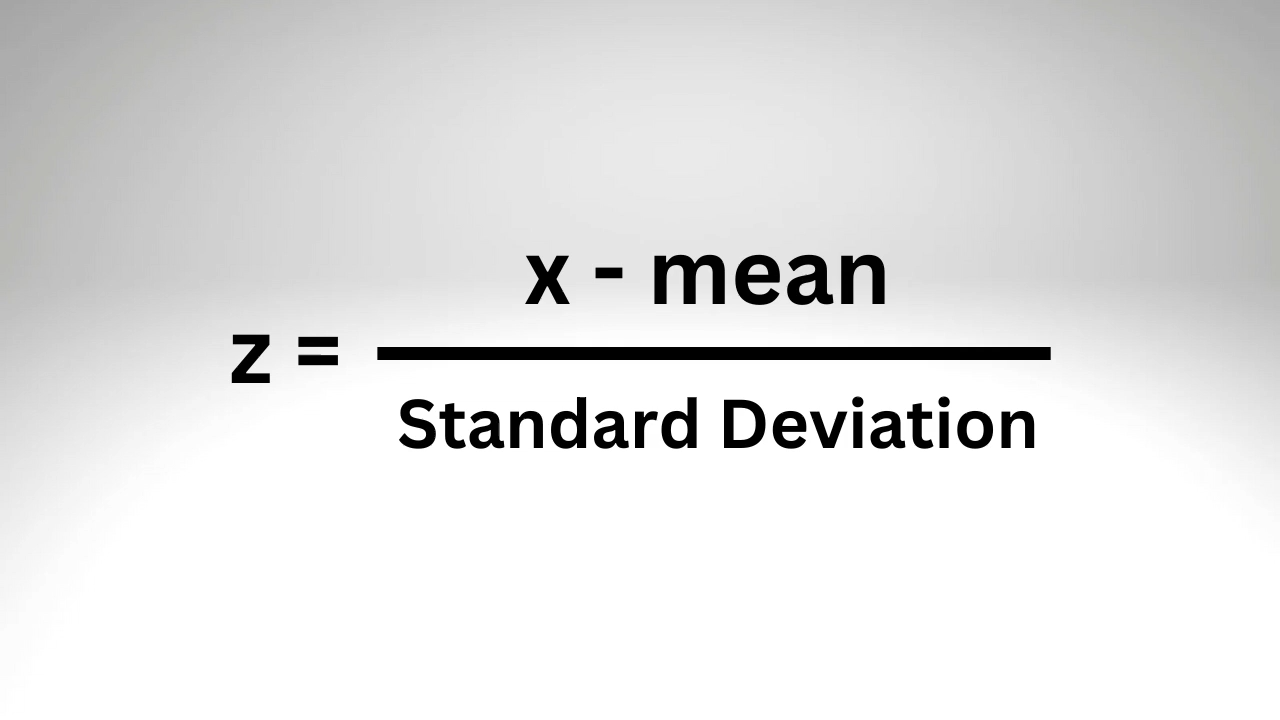 x - mean
z =
Standard Deviation